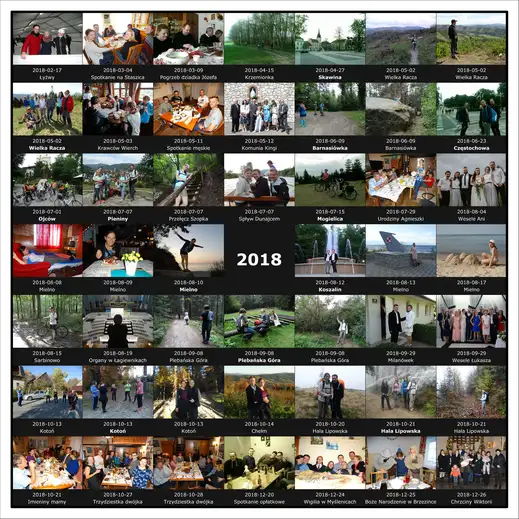 2018-02-17
Łyżwy
2018-03-04
Spotkanie na Staszica
2018-03-09
Pogrzeb dziadka Józefa
2018-04-15
Krzemionka
2018-04-27
Skawina
2018-05-02
Wielka Racza
2018-05-02
Wielka Racza
2018-05-02
Wielka Racza
2018-05-03
Krawców Wierch
2018-05-11
Spotkanie męskie
2018-05-12
Komunia Kingi
2018-06-09
Barnasiówka
2018-06-09
Barnasiówka
2018-06-23
Częstochowa
2018-07-01
Ojców
2018-07-07
Pieniny
2018-07-07
Przełęcz Szopka
2018-07-07
Spływ Dunajcem
2018-07-15
Mogielica
2018-07-29
Urodziny Agnieszki
2018-08-04
Wesele Ani
2018-08-08
Mielno
2018-08-09
Mielno
2018-08-10
Mielno
2018
2018-08-12
Koszalin
2018-08-13
Mielno
2018-08-17
Mielno
2018-08-15
Sarbinowo
2018-08-19
Organy w Łagiewnikach
2018-09-08
Plebańska Góra
2018-09-08
Plebańska Góra
2018-09-08
Plebańska Góra
2018-09-29
Milanówek
2018-09-29
Wesele Łukasza
2018-10-13
Kotoń
2018-10-13
Kotoń
2018-10-13
Kotoń
2018-10-14
Chełm
2018-10-20
Hala Lipowska
2018-10-21
Hala Lipowska
2018-10-21
Hala Lipowska
2018-10-21
Imieniny mamy
2018-10-27
Trzydziestka dwójka
2018-10-28
Trzydziestka dwójka
2018-12-20
Spotkanie opłatkowe
2018-12-24
Wigilia w Myślenicach
2018-12-25
Boże Narodzenie w Brzezince
2018-12-26
Chrzciny Wiktorii